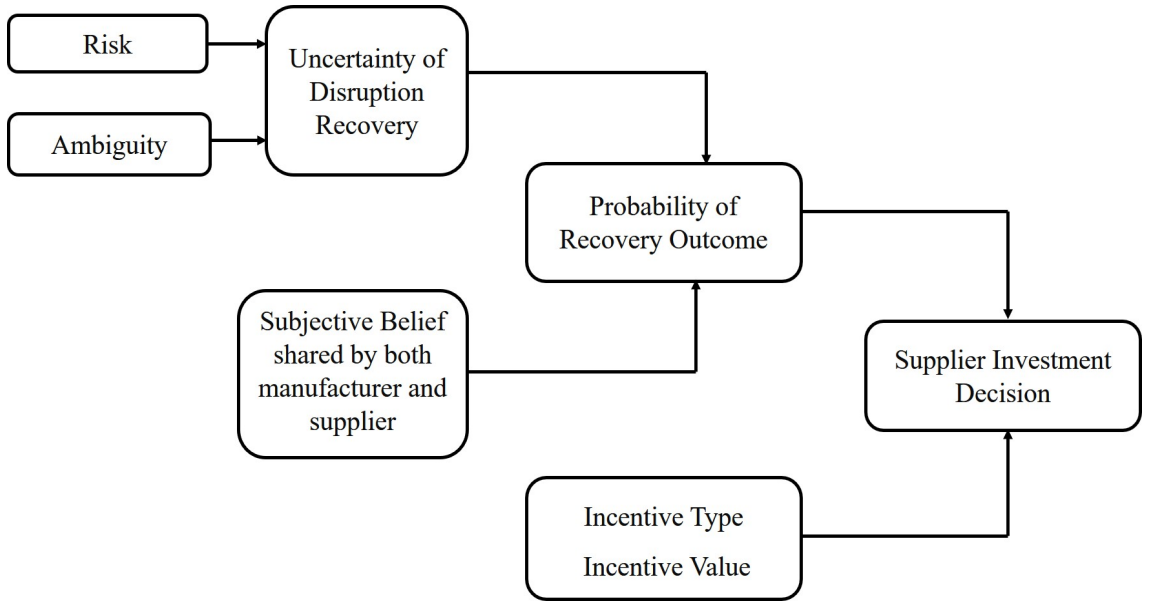 Risk
Ambiguity
Uncertainty of
Disruption
Recovery
Probability of
Recovery Outcome
Subjective Belief
shared by both
manufacturer and
supplier
Supplier Investment
Decision
Incentive Type
Incentive Value